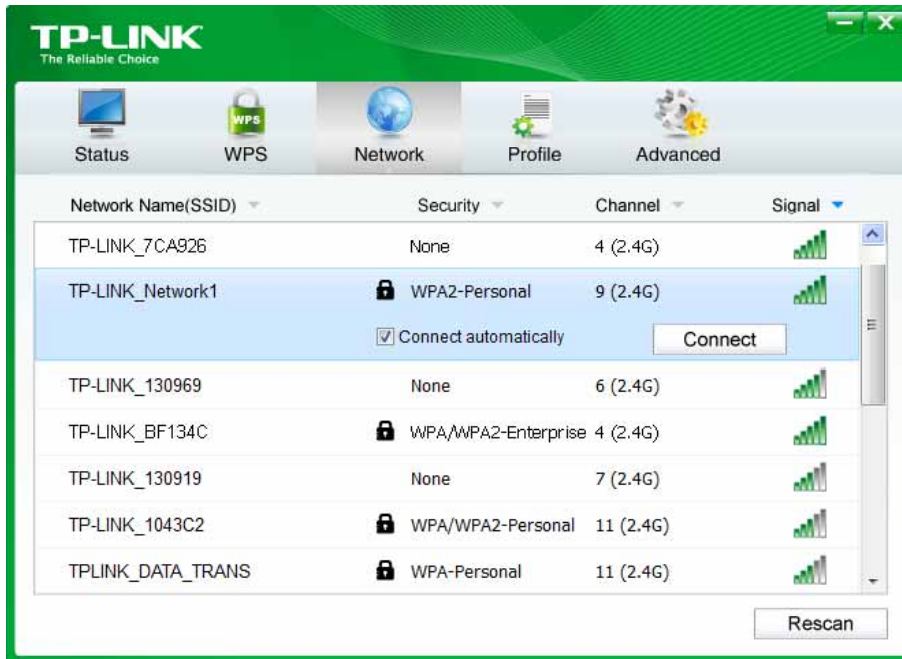 TP-LINK
The Reliable Choice
WPS
Status WPS Network Profile Advanced
Network Name(SSID) Security Channel Signal
TP-LINK_7CA926 None 4 (2.4G)
TP-LINK_Network1 WPA2-Personal 9 (2.4G)
Connect automatically Connect
TP-LINK_130969 None 6 (2.4G)
TP-LINK_BF134C WPA/WPA2-Enterprise 4 (2.4G)
TP-LINK_130919 None 7 (2.4G)
TP-LINK_1043C2 WPA/WPA2-Personal 11 (2.4G)
TPLINK_DATA_TRANS WPA-Personal 11 (2.4G)
Rescan